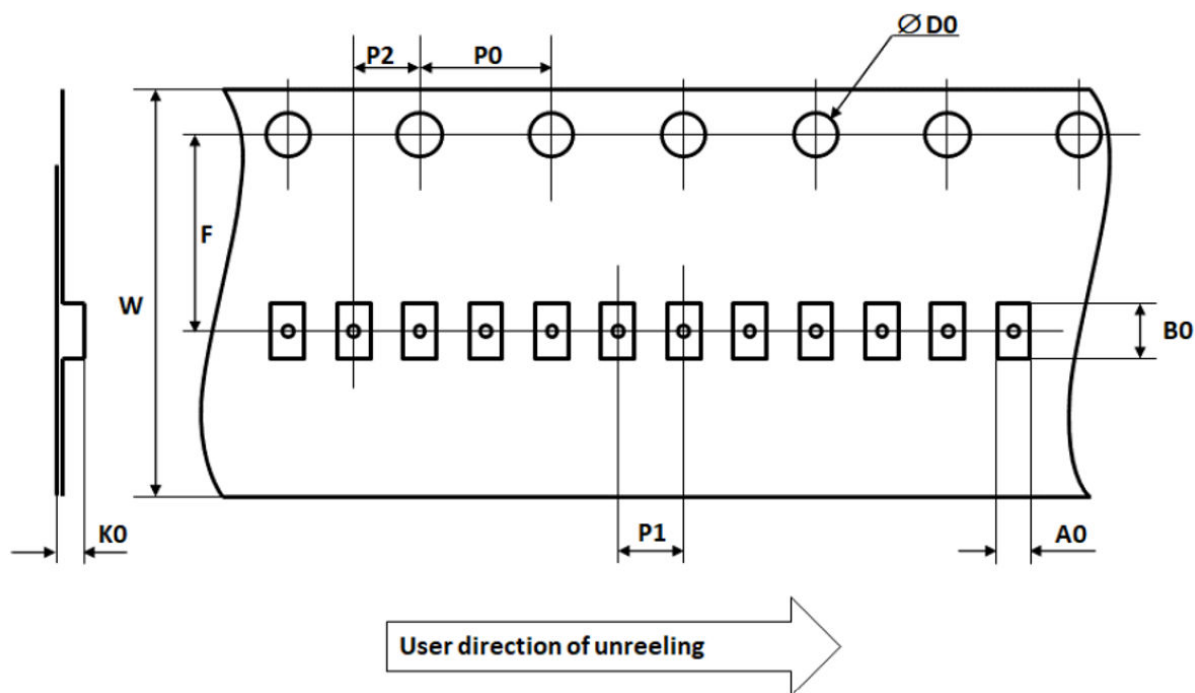 Ø D0
P2
P0
F
W
B0
K0
P1
A0
User direction of unreeling